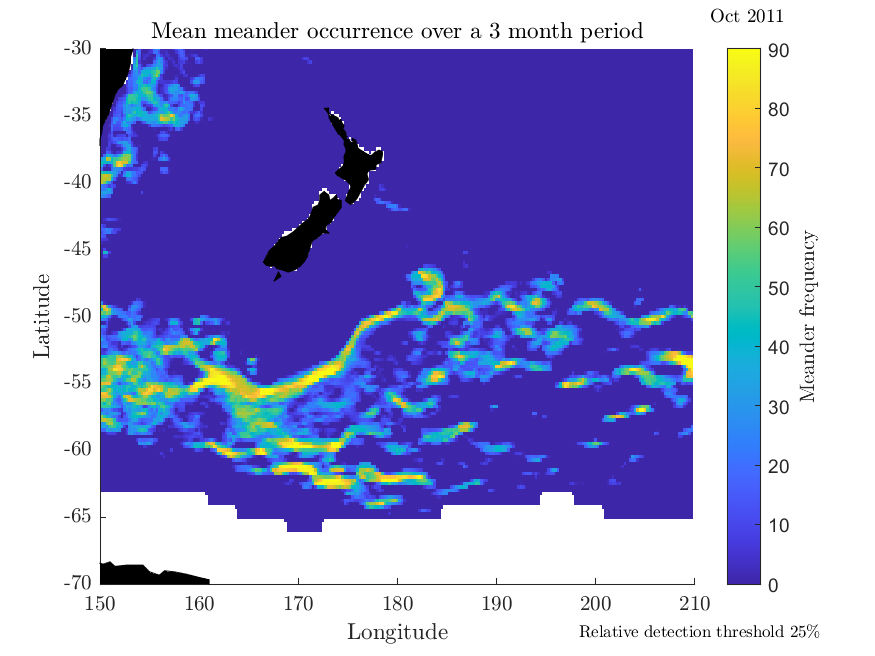 Oct 2011
Mean meander occurrence over a 3 month period
-30
-35
-40
-45
-50
-55
-60
-65
-70
Latitude
150 160 170 180 190 200 210
Longitude
90
80
70
60
50
40
30
20
10
0
Meander frequency
Relative detection threshold 25%